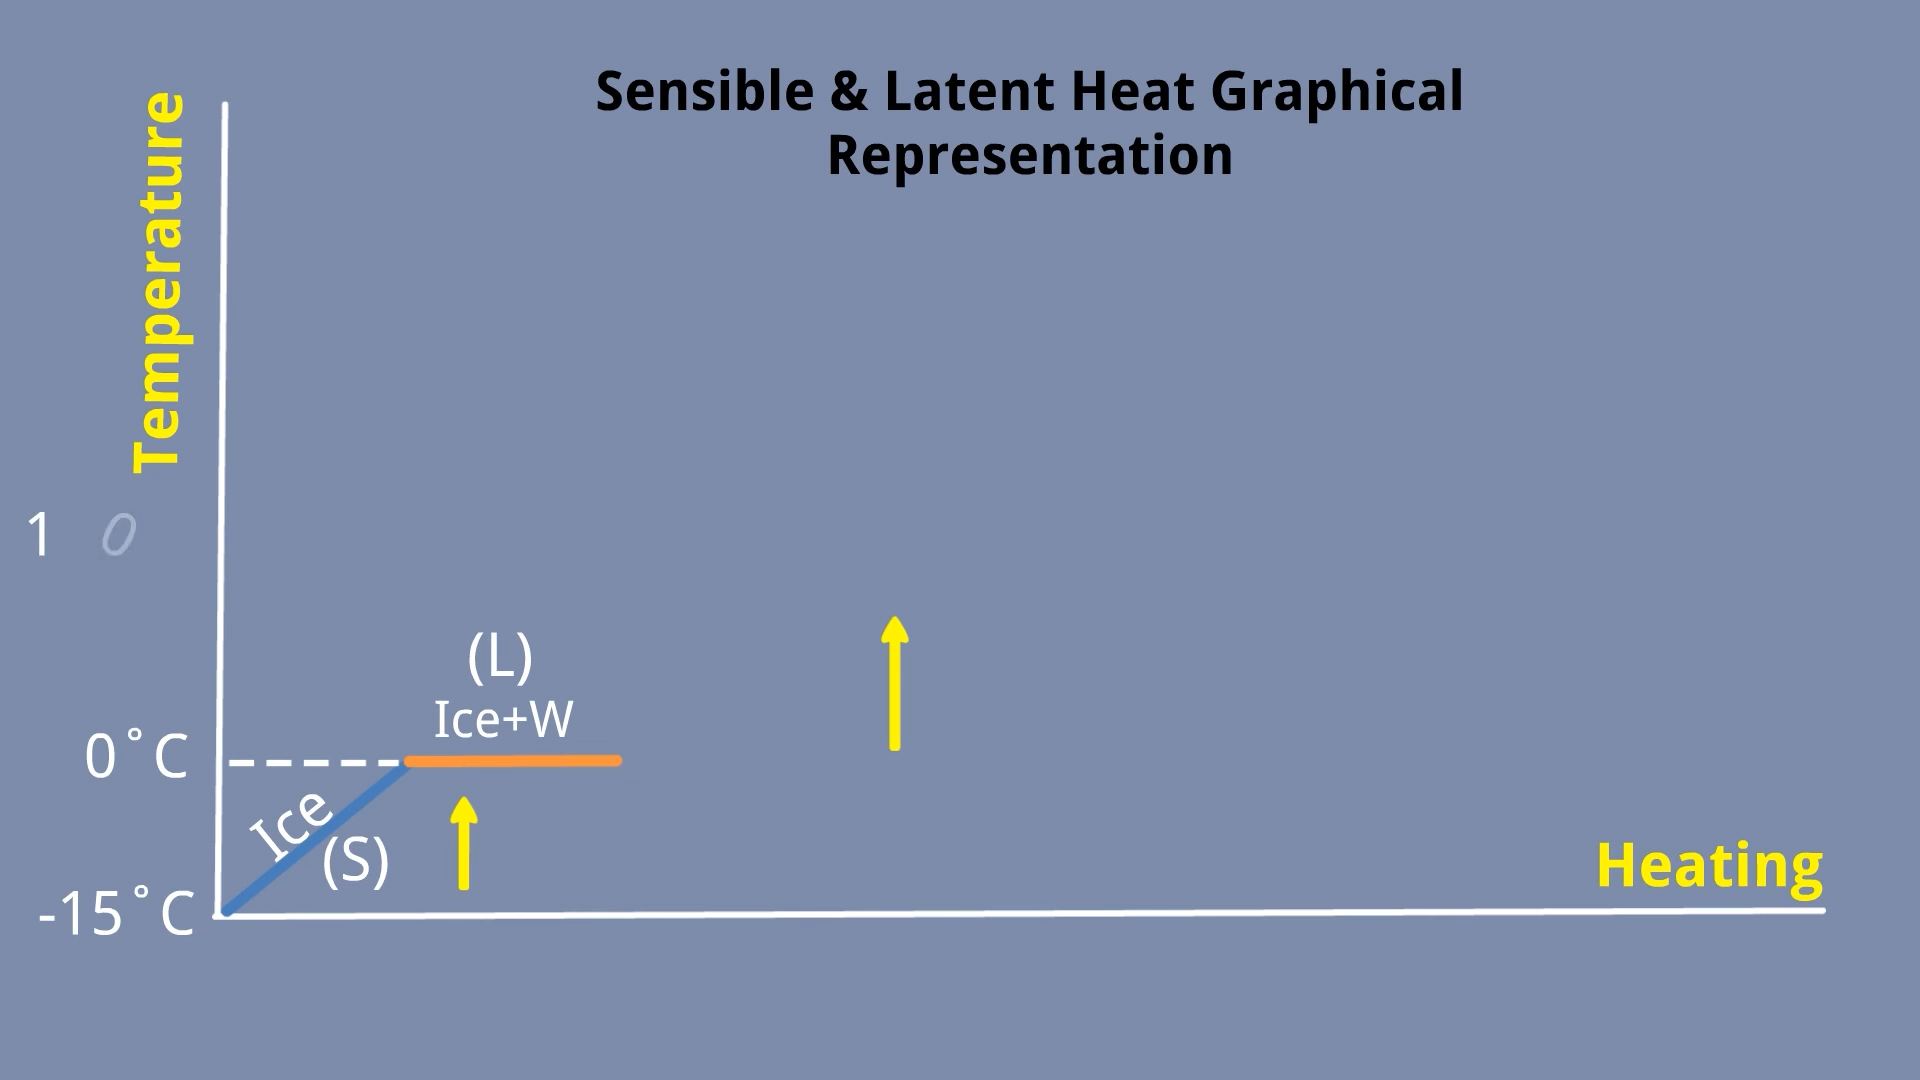 Sensible & Latent Heat Graphical
Representation
Temperature
1 0
(L)
Ice+W
0°C
Ice
(S)
-15°C
Heating